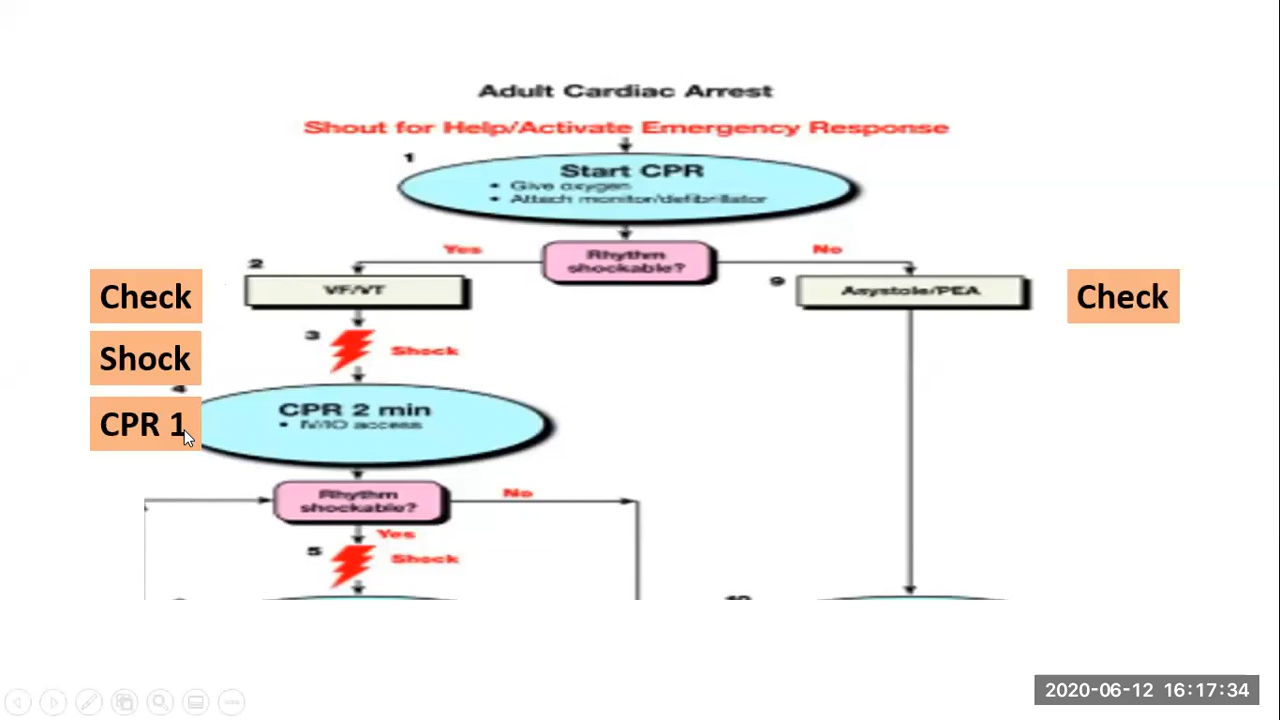 Adult Cardiac Arrest
Shout for Help/Activate Emergency Response
1
Start CPR
• Give oxygen
• Attach monitor/defibrillator
Yes
Rhythm
shockable?
No
2
VF/VT
9
Asystole/PEA
Check
Check
3
Shock
Shock
4
CPR 1
CPR 2 min
• IV/IO access
Rhythm
shockable?
No
Yes
5
Shock
10
2020-06-12 16:17:34